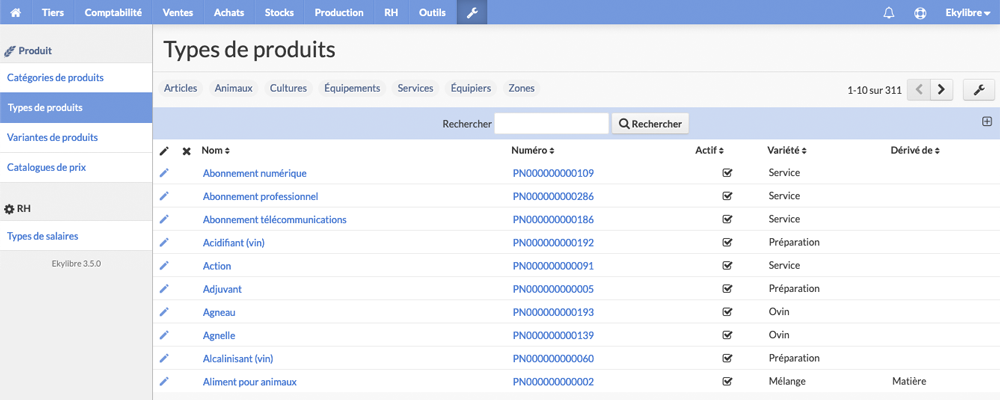 Tiers Comptabilité Ventes Achats Stocks Production RH Outils Ekylibre
Produit
Catégories de produits
Types de produits
Variantes de produits
Catalogues de prix
RH
Types de salaires
Ekylibre 3.5.0
Types de produits
Articles Animaux Cultures Équipements Services Équipiers Zones
1-10 sur 311
Rechercher Rechercher
Nom Numéro Actif Variété Dérivé de
Abonnement numérique PN000000000109 Service
Abonnement professionnel PN000000000286 Service
Abonnement télécommunications PN000000000186 Service
Acidifiant (vin) PN000000000192 Préparation
Action PN000000000091 Service
Adjuvant PN000000000005 Préparation
Agneau PN000000000193 Ovin
Agnelle PN000000000139 Ovin
Alcalinisant (vin) PN000000000060 Préparation
Aliment pour animaux PN000000000002 Mélange Matière